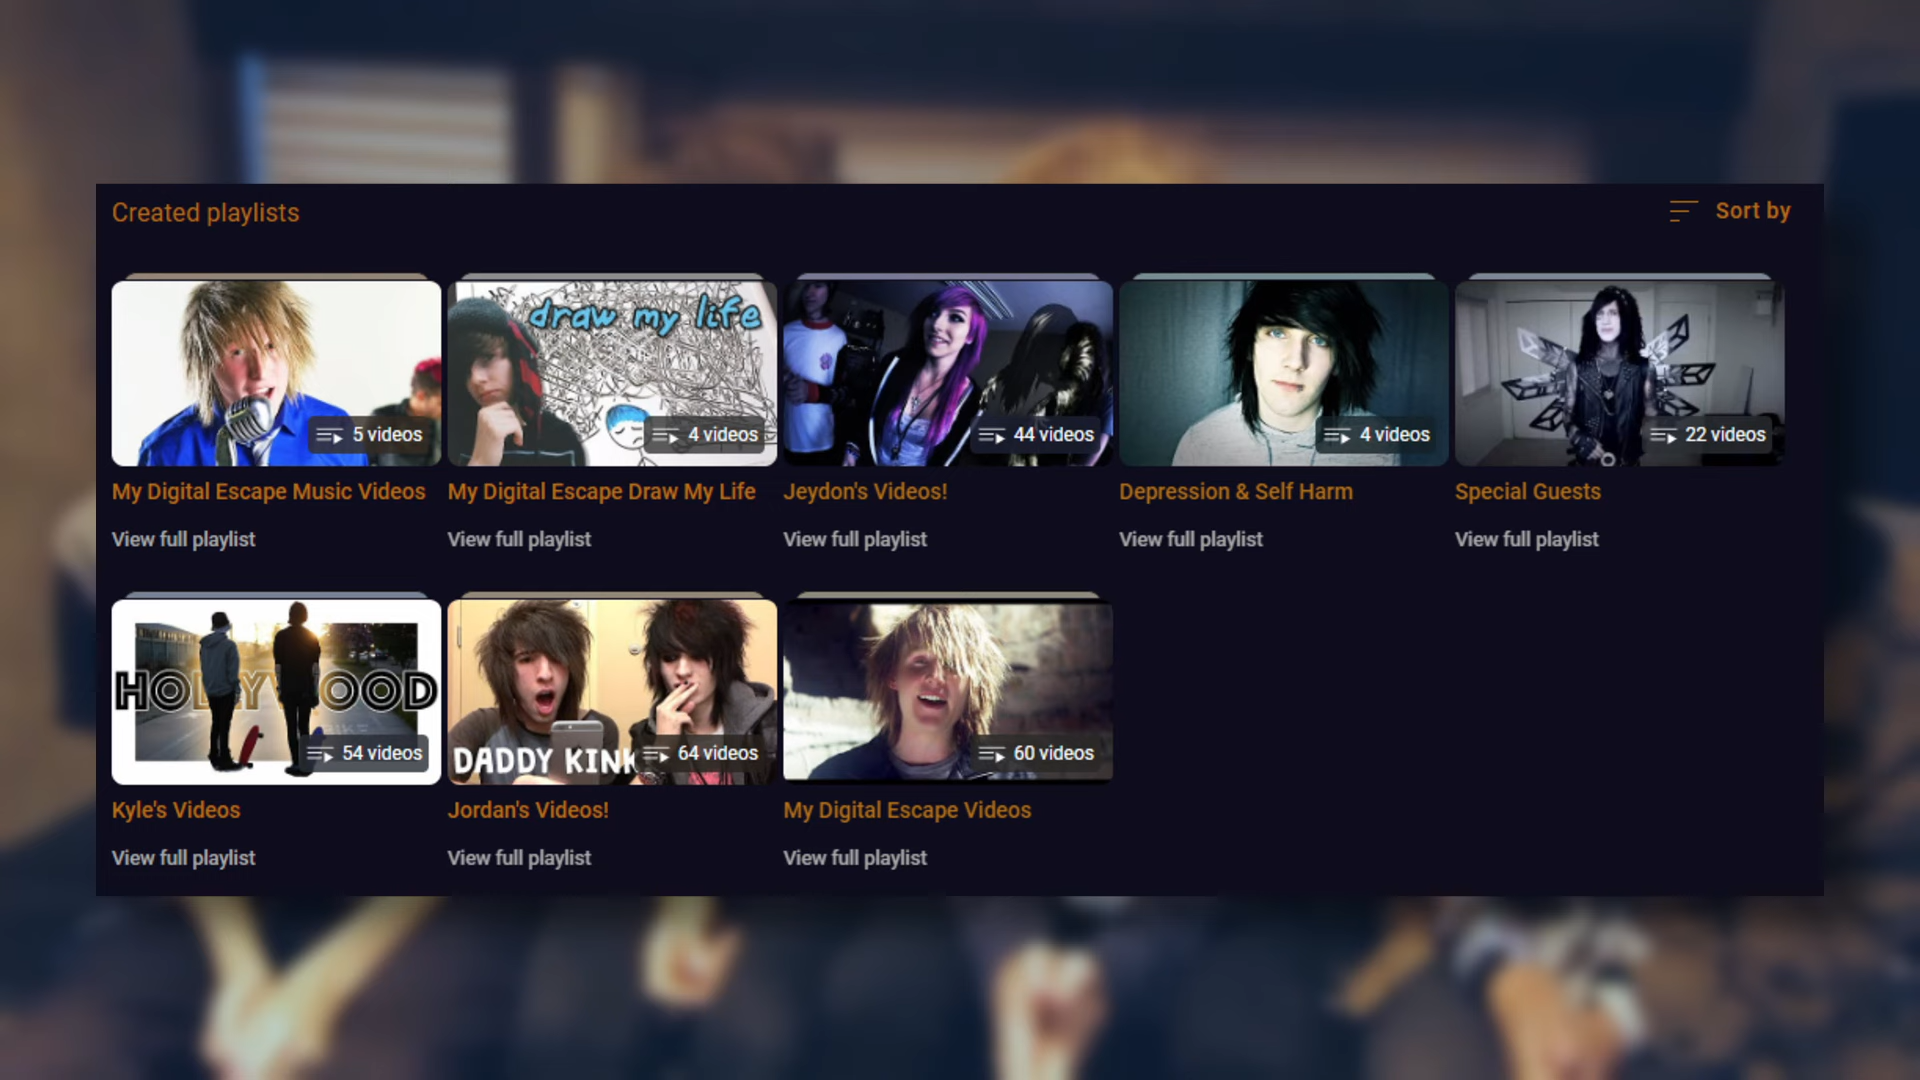 Created playlists
Sort by
draw my life
5 videos
4 videos
44 videos
4 videos
22 videos
My Digital Escape Music Videos
My Digital Escape Draw My Life
Jeydon's Videos!
Depression & Self Harm
Special Guests
View full playlist
View full playlist
View full playlist
View full playlist
View full playlist
HOLLYWOOD
DADDY KINK
54 videos
64 videos
60 videos
Kyle's Videos
Jordan's Videos!
My Digital Escape Videos
View full playlist
View full playlist
View full playlist